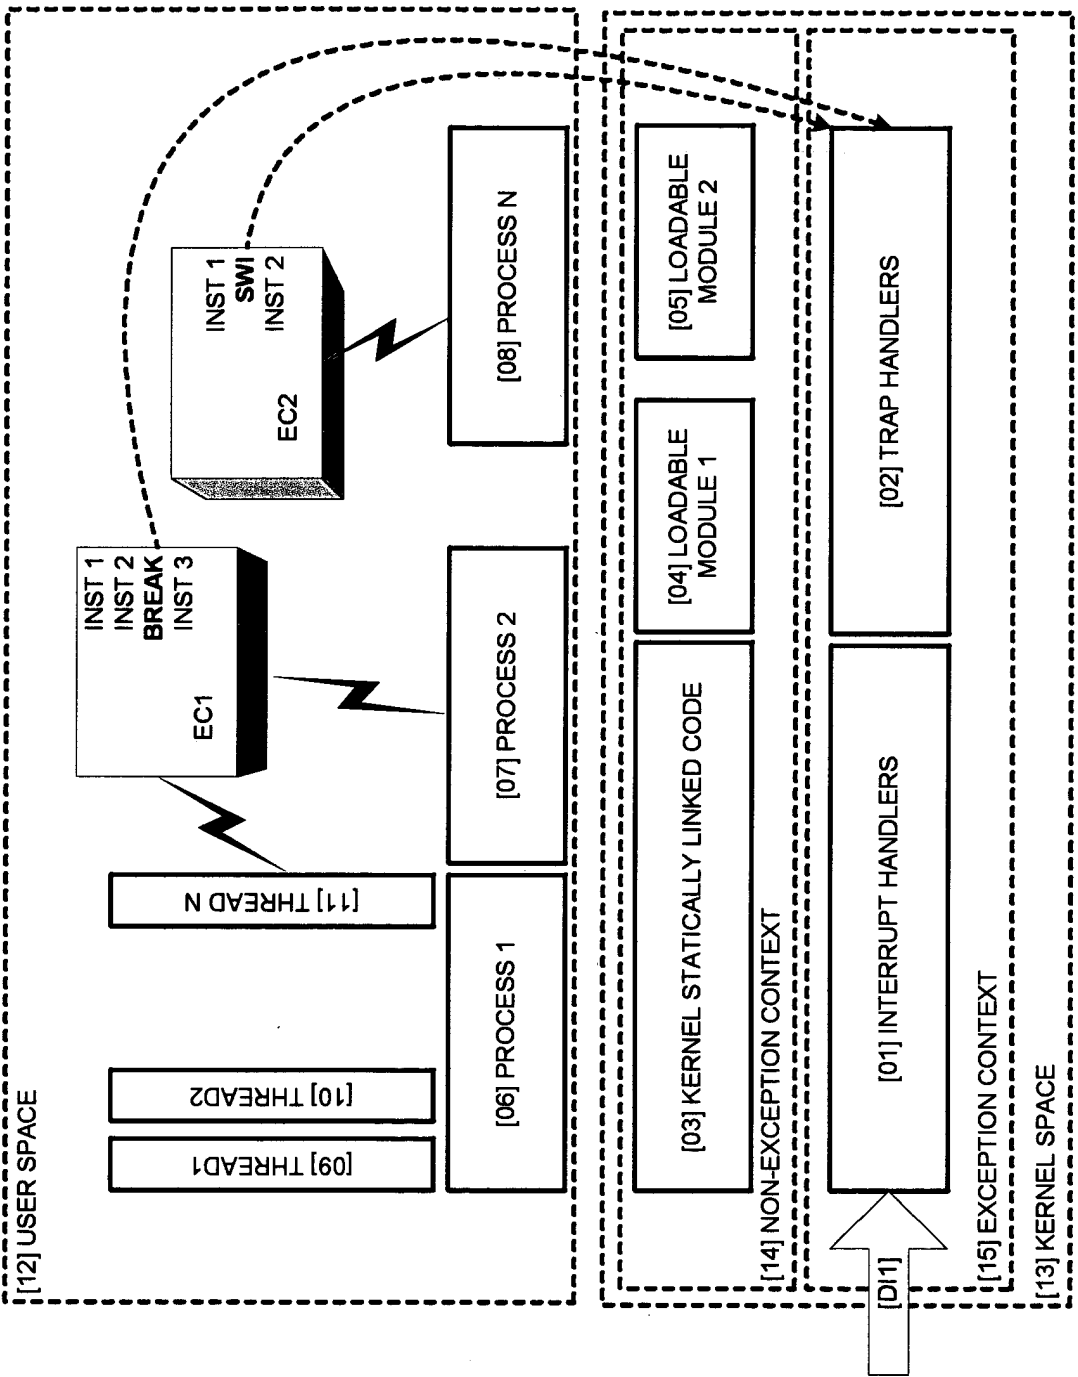 [12] USER SPACE
[09] THREAD1
[10] THREAD2
[11] THREAD N
EC1
INST 1
INST 2
BREAK
INST 3
EC2
INST 1
SWI
INST 2
[06] PROCESS 1
[07] PROCESS 2
[08] PROCESS N
[03] KERNEL STATICALLY LINKED CODE
[04] LOADABLE
MODULE 1
[05] LOADABLE
MODULE 2
[14] NON-EXCEPTION CONTEXT
[DI1]
[01] INTERRUPT HANDLERS
[02] TRAP HANDLERS
[15] EXCEPTION CONTEXT
[13] KERNEL SPACE